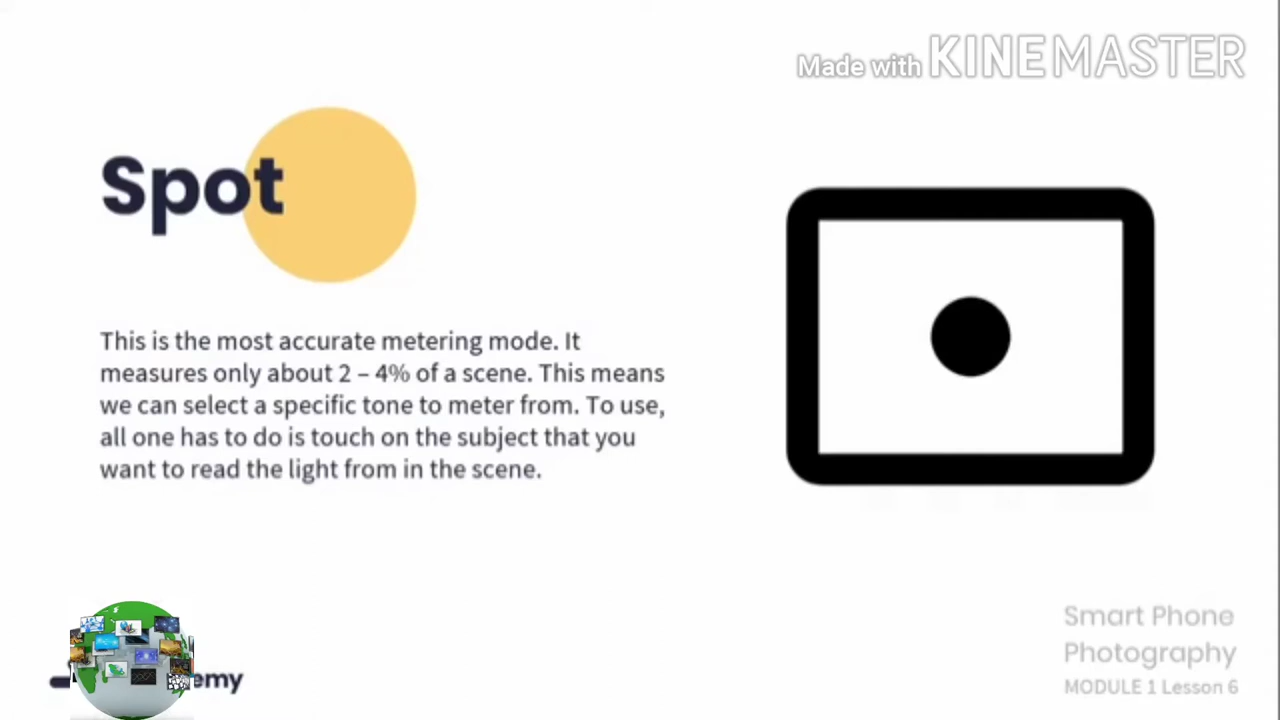 Made with KINEMASTER
Spot
This is the most accurate metering mode. It
measures only about 2 – 4% of a scene. This means
we can select a specific tone to meter from. To use,
all one has to do is touch on the subject that you
want to read the light from in the scene.
Smart Phone
Photography
MODULE 1 Lesson 6